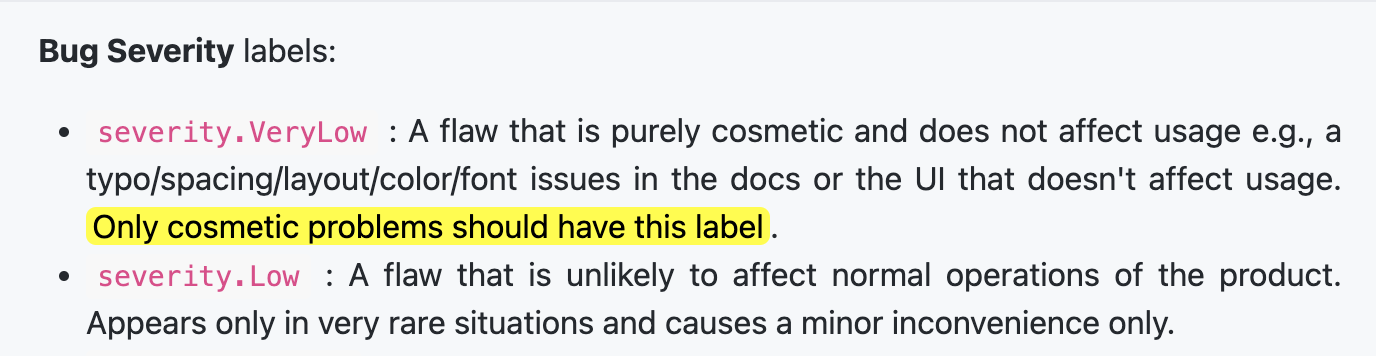 Bug Severity labels:
• severity.VeryLow : A flaw that is purely cosmetic and does not affect usage e.g., a
typo/spacing/layout/color/font issues in the docs or the UI that doesn't affect usage.
Only cosmetic problems should have this label.
• severity.Low : A flaw that is unlikely to affect normal operations of the product.
Appears only in very rare situations and causes a minor inconvenience only.